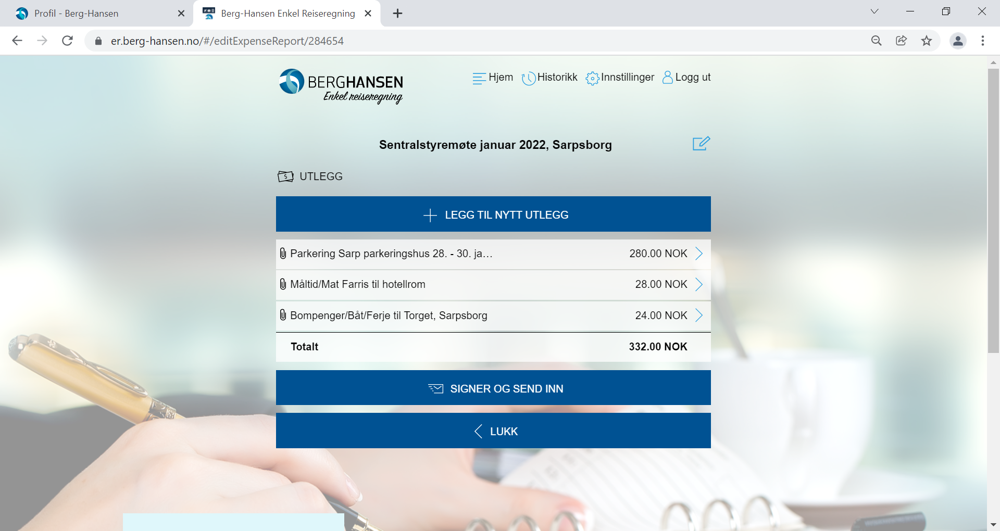 Profil - Berg-Hansen
Berg-Hansen Enkel Reiseregning
er.berg-hansen.no/#/editExpenseReport/284654
BERGHANSEN
Enkel reiseregning
Hjem
Historikk
Innstillinger
Logg ut
Sentralstyremøte januar 2022, Sarpsborg
UTLEGG
LEGG TIL NYTT UTLEGG
Parkering Sarp parkeringshus 28. - 30. ja... 280.00 NOK
Måltid/Mat Farris til hotellrom 28.00 NOK
Bompenger/Båt/Ferje til Torget, Sarpsborg 24.00 NOK
Totalt 332.00 NOK
SIGNER OG SEND INN
LUKK